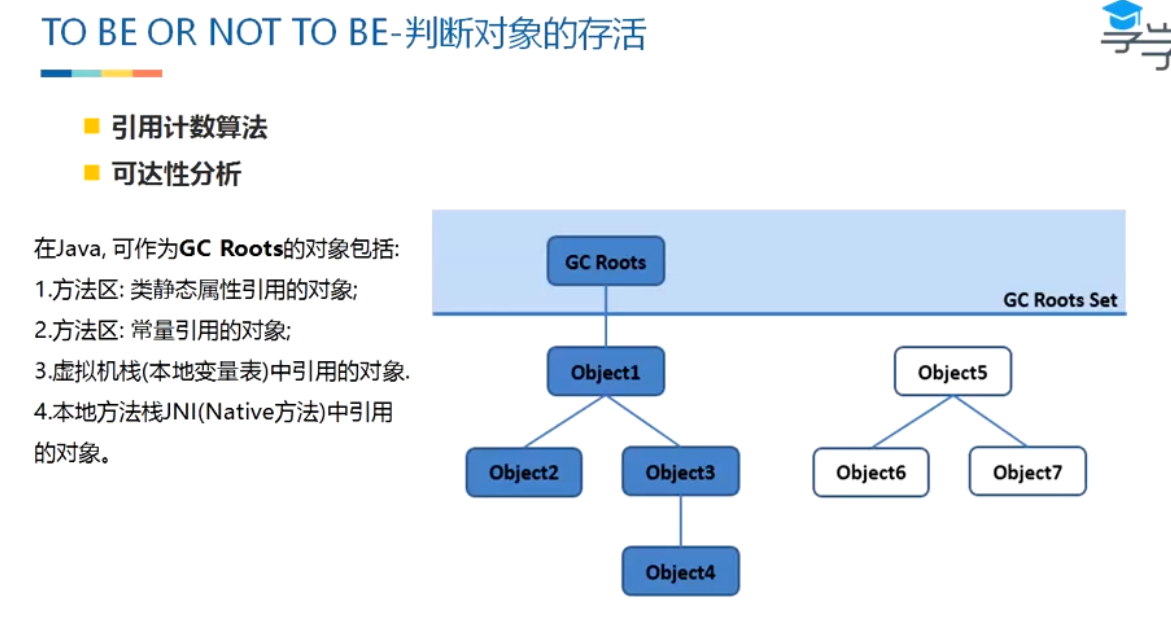 TO BE OR NOT TO BE-判断对象的存活
引用计数算法
可达性分析
在Java, 可作为GC Roots的对象包括:
1.方法区: 类静态属性引用的对象;
2.方法区: 常量引用的对象;
3.虚拟机栈(本地变量表)中引用的对象.
4.本地方法栈JNI(Native方法)中引用
的对象。
GC Roots
GC Roots Set
Object1
Object5
Object2
Object3
Object6
Object7
Object4